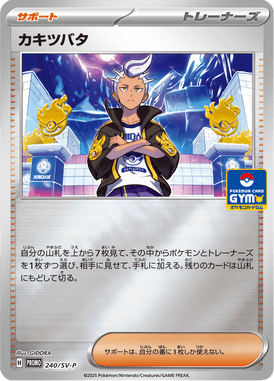 サポート
トレーナーズ
カキツバタ
POKÉMON CARD
GYM
ポケモンカードジム
自分の山札を上から7枚見て、その中からポケモンとトレーナーズ
を1枚ずつ選び、相手に見せて、手札に加える。残りのカードは山札
にもどして切る。
Illus. GIDORA
サポートは、自分の番に1枚しか使えない。
H PROMO 240/SV-P
©2025 Pokémon/Nintendo/Creatures/GAME FREAK.